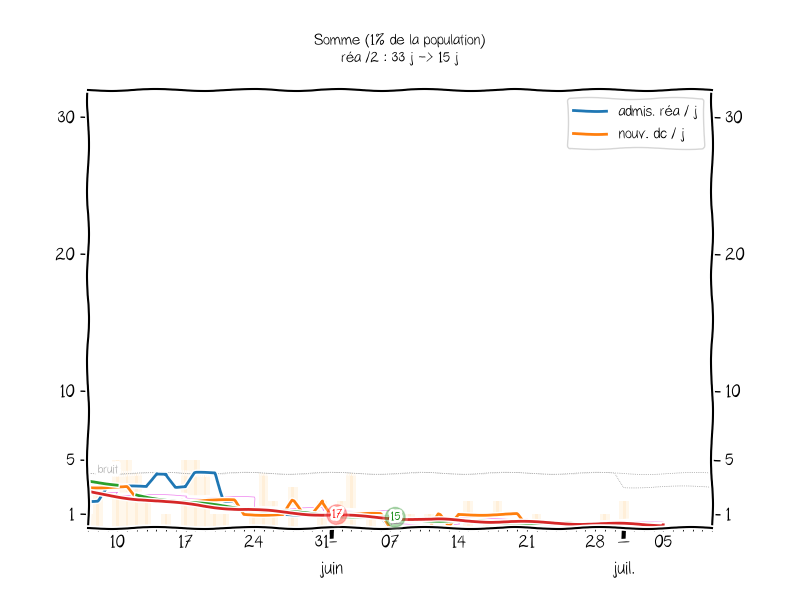 Somme (1% de la population)
réa /2 : 33 j -> 15 j
admis. réa / j
nouv. dc / j
30
30
20
20
10
10
5
5
bruit
1
1
17
15
10 17 24 31 07 14 21 28 05
juin juil.